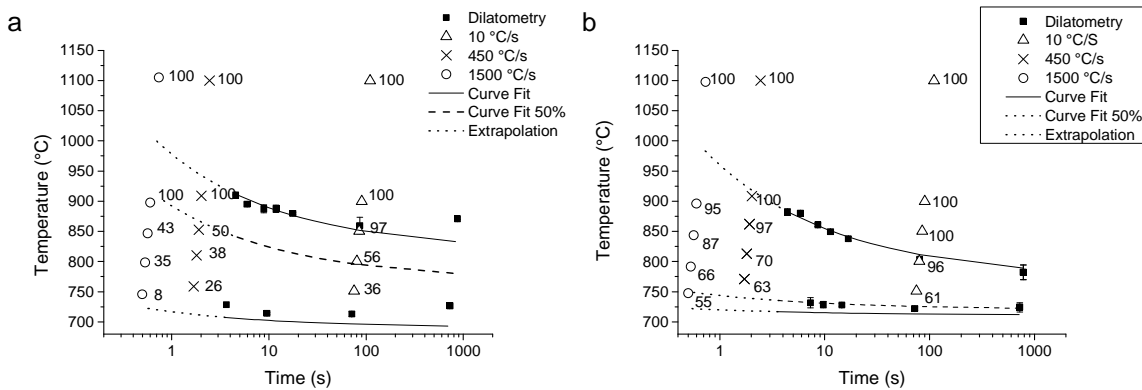 a
Dilatometry
10 °C/s
450 °C/s
1500 °C/s
Curve Fit
Curve Fit 50%
Extrapolation
1150
1100
1050
1000
950
900
850
800
750
700
Temperature (°C)
100 100 100
100 100 100
43 50 97
35 38 56
8 26 36
1 10 100 1000
Time (s)
b
Dilatometry
10 °C/S
450 °C/s
1500 °C/s
Curve Fit
Curve Fit 50%
Extrapolation
1150
1100
1050
1000
950
900
850
800
750
700
Temperature (°C)
100 100 100
95 100 100
87 97 100
66 70 96
55 63 61
1 10 100 1000
Time (s)